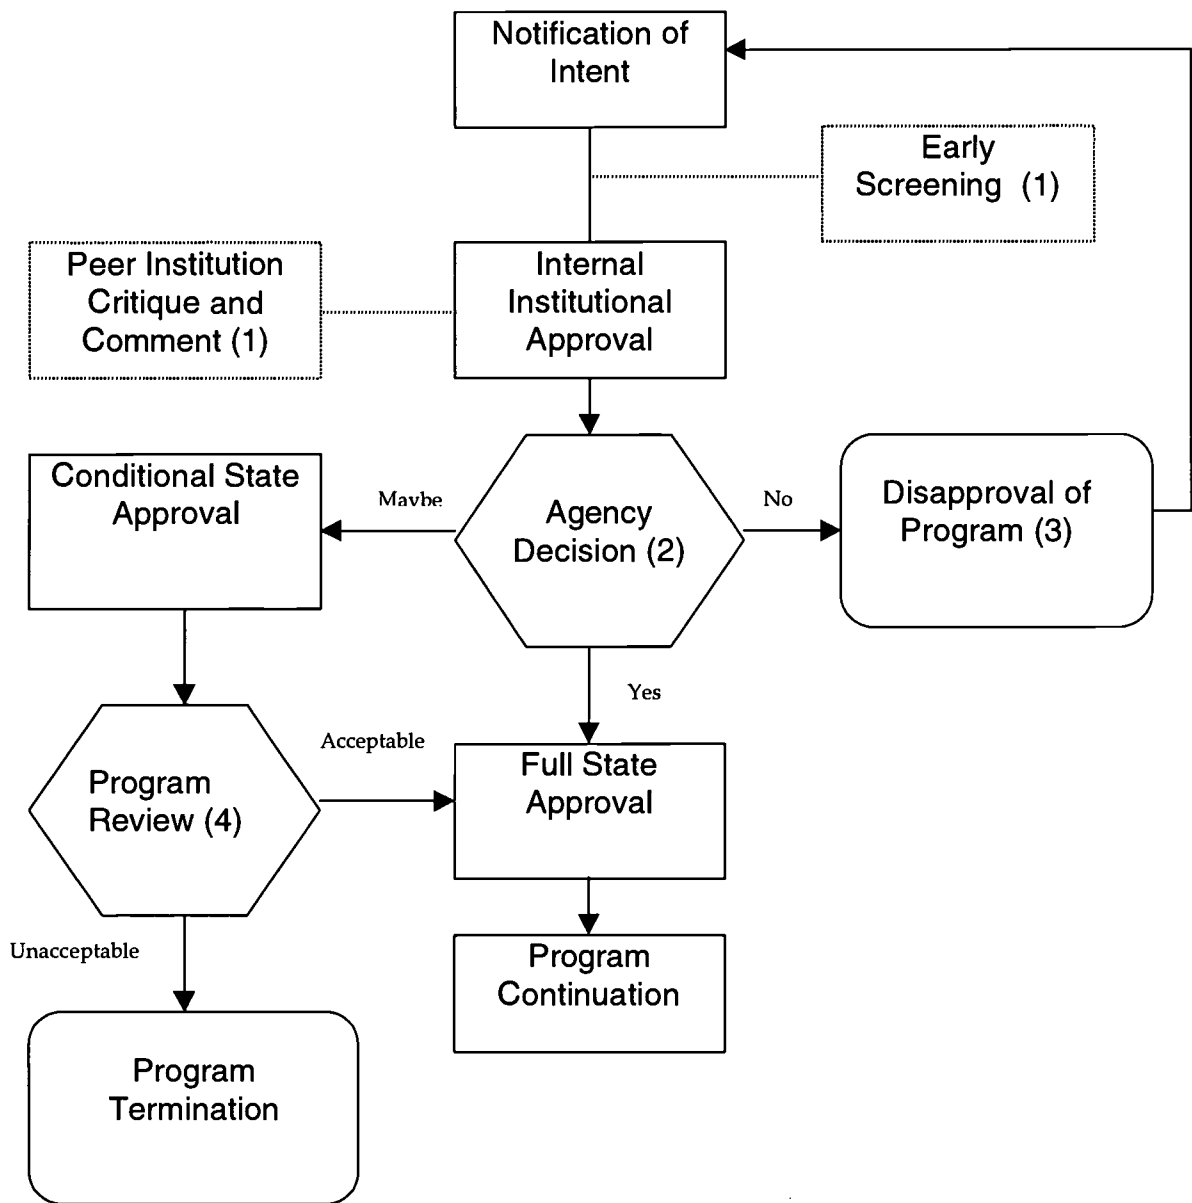 Notification of
Intent
Early
Screening (1)
Peer Institution
Critique and
Comment (1)
Internal
Institutional
Approval
Conditional State
Approval
Maybe
Agency
Decision (2)
No
Disapproval of
Program (3)
Yes
Program
Review (4)
Acceptable
Full State
Approval
Unacceptable
Program
Continuation
Program
Termination